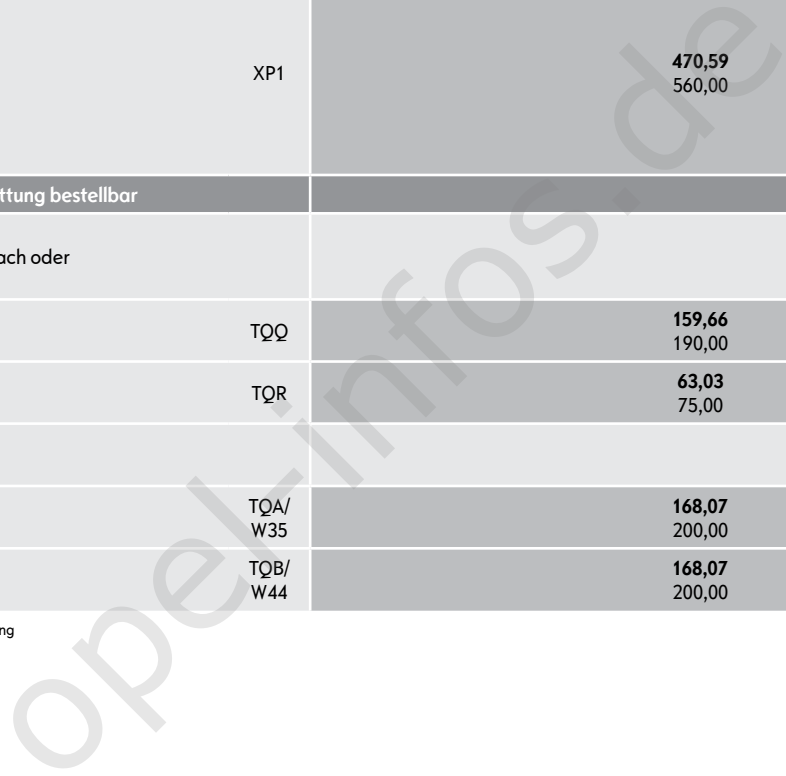 XP1
470,59
560,00
ttung bestellbar
ach oder
TQQ
159,66
190,00
TQR
63,03
75,00
TQA/
W35
168,07
200,00
TQB/
W44
168,07
200,00
ng
opel-infos.de